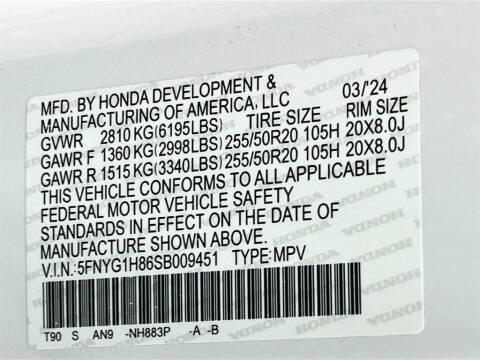 MFD. BY HONDA DEVELOPMENT &
MANUFACTURING OF AMERICA, LLC 03/'24
GVWR 2810 KG(6195LBS) TIRE SIZE RIM SIZE
GAWR F 1360 KG(2998LBS) 255/50R20 105H 20X8.0J
GAWR R 1515 KG(3340LBS) 255/50R20 105H 20X8.0J
THIS VEHICLE CONFORMS TO ALL APPLICABLE
FEDERAL MOTOR VEHICLE SAFETY
STANDARDS IN EFFECT ON THE DATE OF
MANUFACTURE SHOWN ABOVE.
V.I.N.:5FNYG1H86SB009451 TYPE:MPV
T90 S AN9 -NH883P -A -B